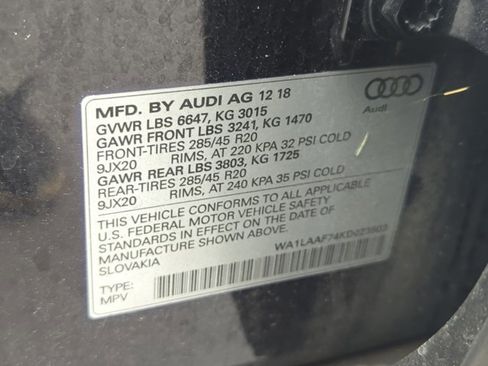 MFD. BY AUDI AG 12 18
Audi
GVWR LBS 6647, KG 3015
GAWR FRONT LBS 3241, KG 1470
FRONT-TIRES 285/45 R20
9JX20 RIMS, AT 220 KPA 32 PSI COLD
GAWR REAR LBS 3803, KG 1725
REAR-TIRES 285/45 R20
9JX20 RIMS, AT 240 KPA 35 PSI COLD
THIS VEHICLE CONFORMS TO ALL APPLICABLE
U.S. FEDERAL MOTOR VEHICLE SAFETY
STANDARDS IN EFFECT ON THE DATE OF
MANUFACTURE SHOWN ABOVE.
SLOVAKIA
WA1LAAF74KD023503
TYPE:
MPV